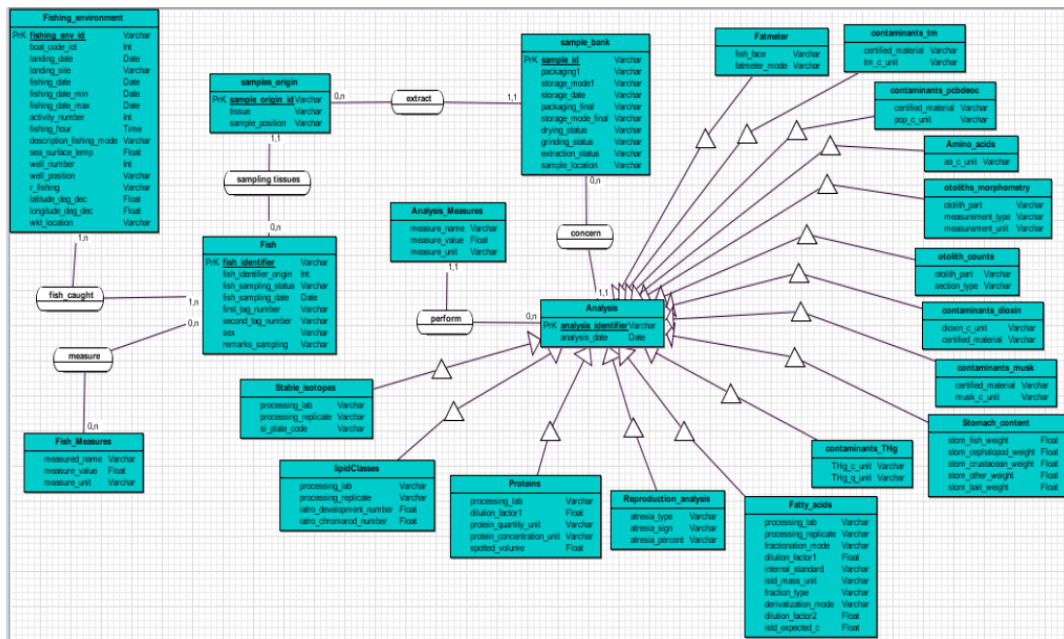 Fishing_environment
PrK fishing_env_id Varchar
boat_code_iot Int
landing_date Date
landing_site Varchar
fishing_date Date
fishing_date_min Date
fishing_date_max Date
activity_number Int
fishing_hour Time
description_fishing_mode Varchar
sea_surface_temp Float
well_number Int
well_position Varchar
r_fishing Varchar
latitude_deg_dec Float
longitude_deg_dec Float
wkt_location Varchar
1,n
fish_caught
1,n
samples_origin
PrK sample_origin_id Varchar
tissue Varchar
sample_position Varchar
0,n
extract
1,1
1,1
sampling tissues
0,n
sample_bank
PrK sample_id Varchar
packaging1 Varchar
storage_mode1 Varchar
storage_date Date
packaging_final Varchar
storage_mode_final Varchar
drying_status Varchar
grinding_status Varchar
extraction_status Varchar
sample_location Varchar
0,n
concern
1,1
Fish
PrK fish_identifier Varchar
fish_identifier_origin Int
fish_sampling_status Varchar
fish_sampling_date Date
first_tag_number Varchar
second_tag_number Varchar
sex Varchar
remarks_sampling Varchar
0,n
measure
0,n
Fish_Measures
measured_name Varchar
measure_value Float
measure_unit Varchar
Analysis_Measures
measure_name Varchar
measure_value Float
measure_unit Varchar
1,1
perform
0,n
Analysis
PrK analysis_identifier Varchar
analysis_date Date
Fatmeter
fish_face Varchar
fatmeter_mode Varchar
contaminants_tm
certified_material Varchar
tm_c_unit Varchar
contaminants_pcbdeoc
certified_material Varchar
pop_c_unit Varchar
Amino_acids
aa_c_unit Varchar
otoliths_morphometry
otolith_part Varchar
measurement_type Varchar
measurement_unit Varchar
otolith_counts
otolith_part Varchar
section_type Varchar
contaminants_dioxin
dioxin_c_unit Varchar
certified_material Varchar
contaminants_musk
certified_material Varchar
musk_c_unit Varchar
Stomach_content
stom_fish_weight Float
stom_cephalopod_weight Float
stom_crustacean_weight Float
stom_other_weight Float
stom_bait_weight Float
Stable_isotopes
processing_lab Varchar
processing_replicate Varchar
si_plate_code Varchar
lipidClasses
processing_lab Varchar
processing_replicate Varchar
iatro_development_number Float
iatro_chromarod_number Float
Proteins
processing_lab Varchar
dilution_factor1 Float
protein_quantity_unit Varchar
protein_concentration_unit Varchar
spotted_volume Float
Reproduction_analysis
atresia_type Varchar
atresia_sign Varchar
atresia_percent Varchar
Fatty_acids
processing_lab Varchar
processing_replicate Varchar
fractionation_mode Varchar
dilution_factor1 Float
internal_standard Varchar
istd_mass_unit Varchar
fraction_type Varchar
derivatization_mode Varchar
dilution_factor2 Float
istd_expected_c Float
contaminants_THg
THg_c_unit Varchar
THg_q_unit Varchar